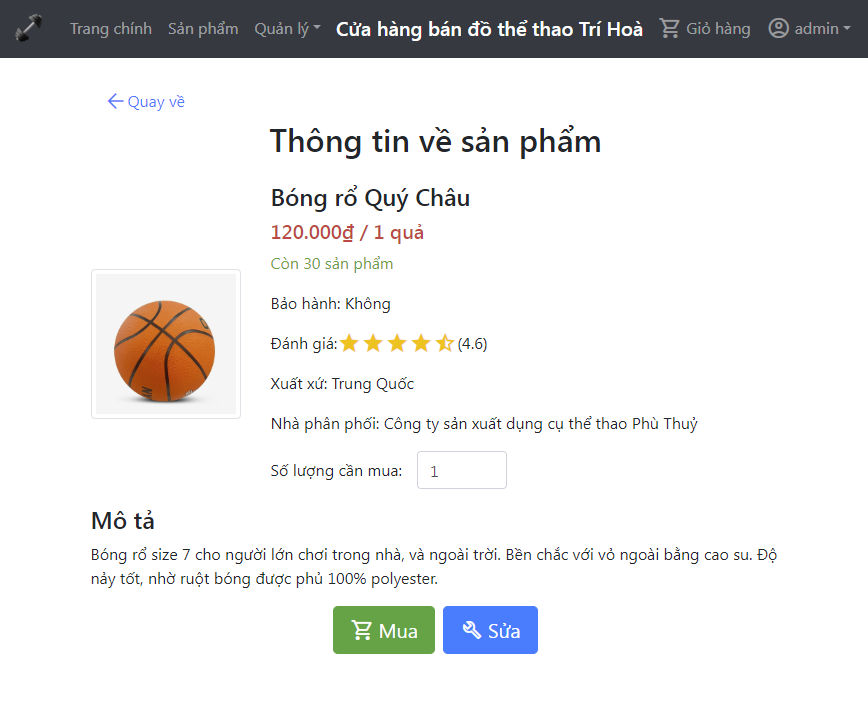 Trang chính Sản phẩm Quản lý Cửa hàng bán đồ thể thao Trí Hoà Giỏ hàng admin
Quay về
Thông tin về sản phẩm
Bóng rổ Quý Châu
120.000₫ / 1 quả
Còn 30 sản phẩm
Bảo hành: Không
Đánh giá: (4.6)
Xuất xứ: Trung Quốc
Nhà phân phối: Công ty sản xuất dụng cụ thể thao Phù Thuỷ
Số lượng cần mua: 1
Mô tả
Bóng rổ size 7 cho người lớn chơi trong nhà, và ngoài trời. Bền chắc với vỏ ngoài bằng cao su. Độ
nảy tốt, nhờ ruột bóng được phủ 100% polyester.
Mua Sửa